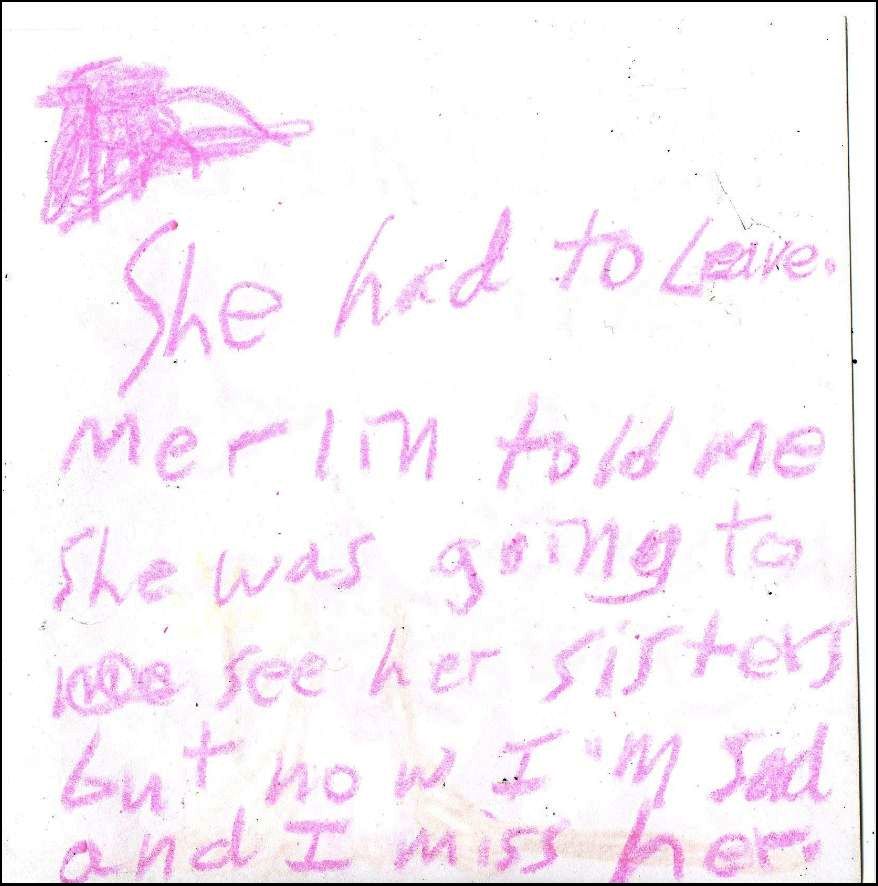 She had to Leave.
Merlin told me
She was going to
see her sisters
but now I'm sad
and I miss her.